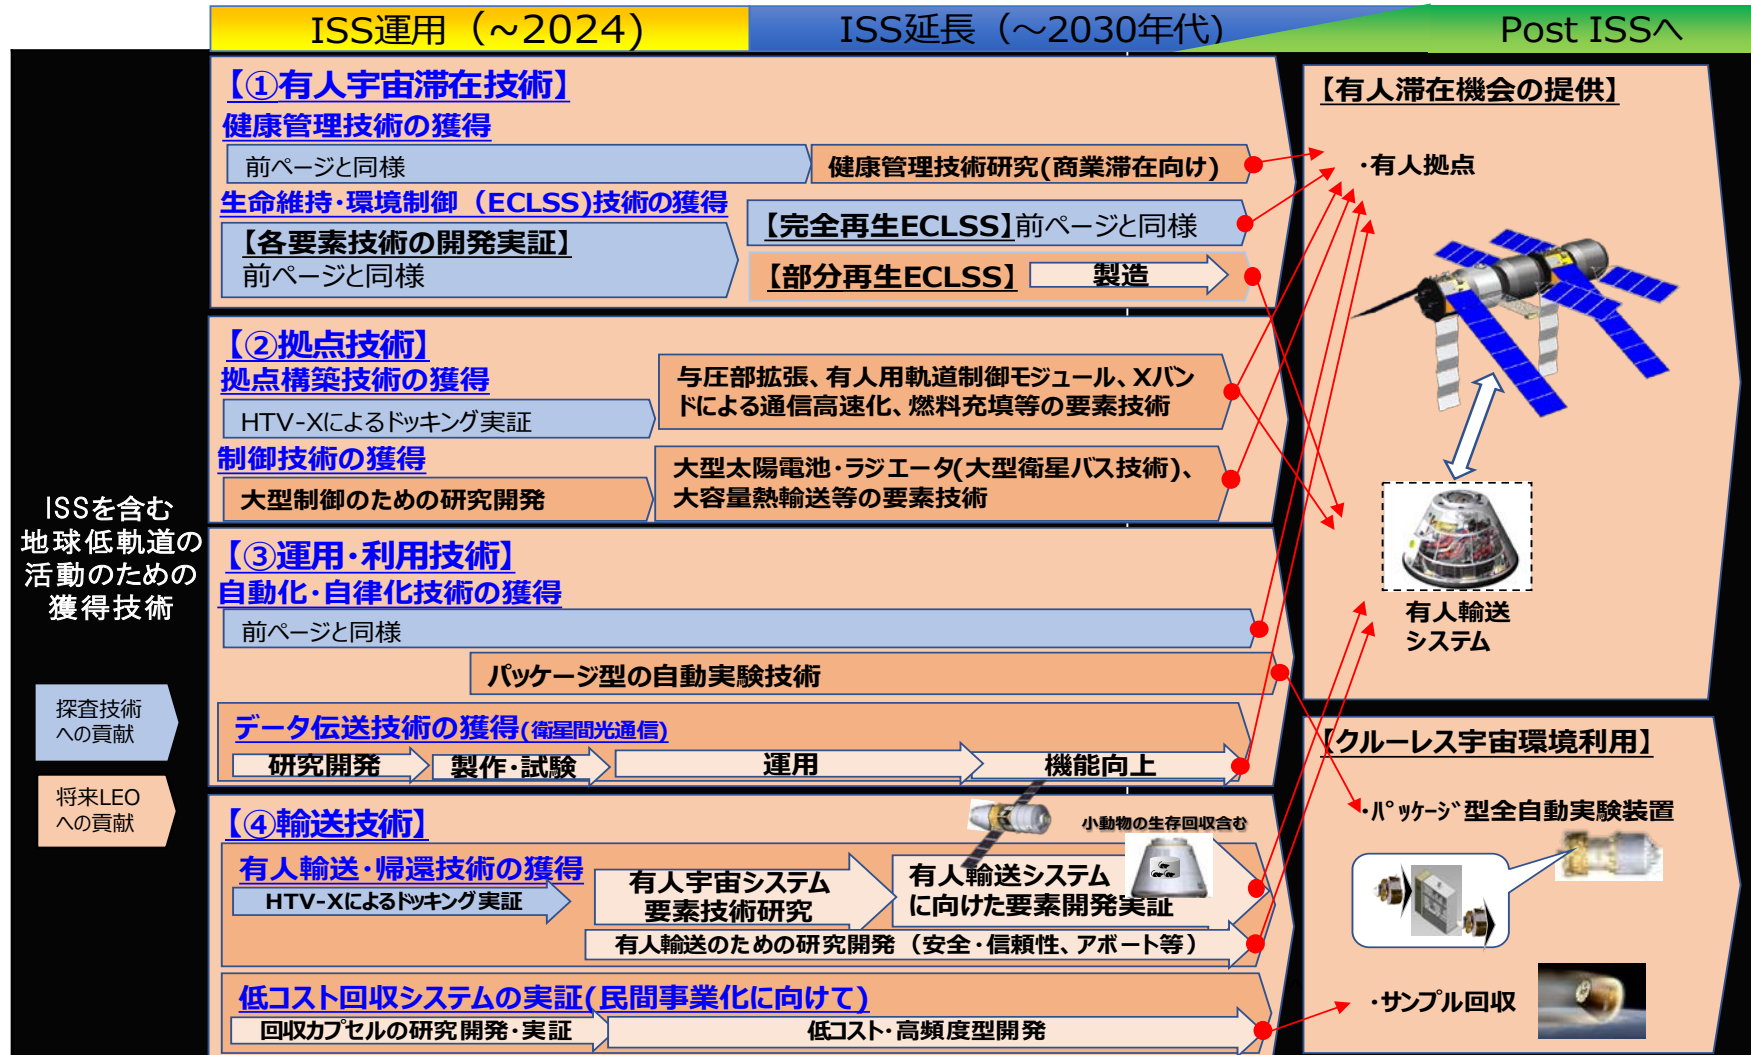 ISS運用（~2024）
ISS延長（～2030年代）
Post ISSへ
ISSを含む
地球低軌道の
活動のための
獲得技術
探査技術
への貢献
将来LEO
への貢献
【①有人宇宙滞在技術】
健康管理技術の獲得
前ページと同様
健康管理技術研究(商業滞在向け)
生命維持・環境制御（ECLSS)技術の獲得
【各要素技術の開発実証】
前ページと同様
【完全再生ECLSS】前ページと同様
【部分再生ECLSS】
製造
【②拠点技術】
拠点構築技術の獲得
HTV-Xによるドッキング実証
与圧部拡張、有人用軌道制御モジュール、Xバン
ドによる通信高速化、燃料充填等の要素技術
制御技術の獲得
大型制御のための研究開発
大型太陽電池・ラジエータ(大型衛星バス技術)、
大容量熱輸送等の要素技術
【③運用・利用技術】
自動化・自律化技術の獲得
前ページと同様
パッケージ型の自動実験技術
データ伝送技術の獲得(衛星間光通信)
研究開発
製作・試験
運用
機能向上
【④輸送技術】
小動物の生存回収含む
有人輸送・帰還技術の獲得
HTV-Xによるドッキング実証
有人宇宙システム
要素技術研究
有人輸送システム
に向けた要素開発実証
有人輸送のための研究開発（安全・信頼性、アボート等）
低コスト回収システムの実証(民間事業化に向けて)
回収カプセルの研究開発・実証
低コスト・高頻度型開発
【有人滞在機会の提供】
・有人拠点
有人輸送
システム
【クルーレス宇宙環境利用】
・ﾊﾟｯｹｰｼﾞ型全自動実験装置
・サンプル回収